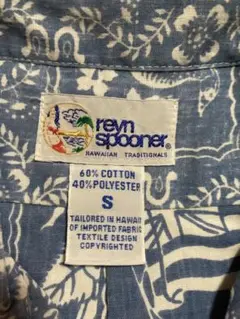 reyn
spooner®
HAWAIIAN TRADITIONALS
60% COTTON
40% POLYESTER
S
TAILORED IN HAWAII
OF IMPORTED FABRIC
TEXTILE DESIGN
COPYRIGHTED